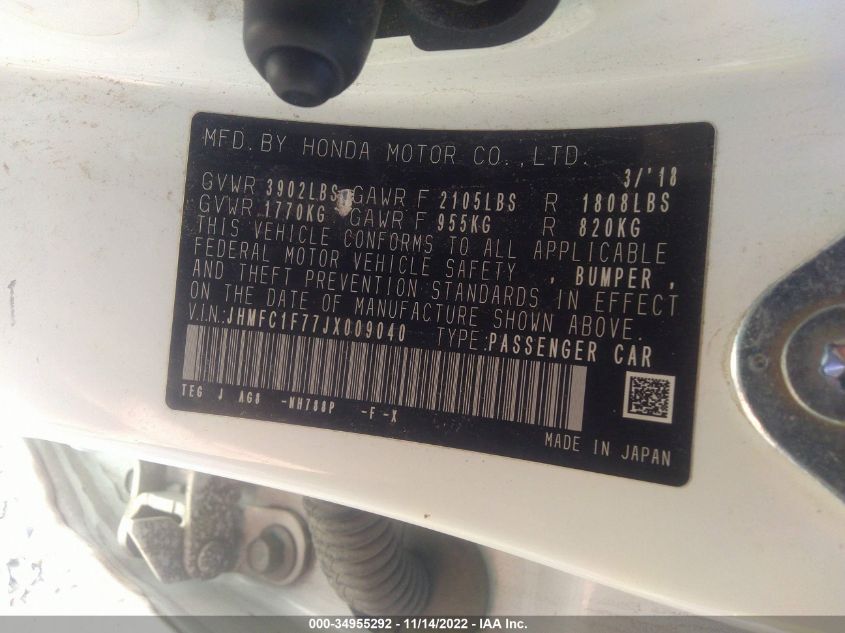 MFD. BY HONDA MOTOR CO., LTD.
3/'18
GVWR 3902LBS GAWR F 2105LBS R 1808LBS
GVWR 1770KG GAWR F 955KG R 820KG
THIS VEHICLE CONFORMS TO ALL APPLICABLE
FEDERAL MOTOR VEHICLE SAFETY , BUMPER ,
AND THEFT PREVENTION STANDARDS IN EFFECT
ON THE DATE OF MANUFACTURE SHOWN ABOVE.
V.I.N: JHMFC1F77JX009040 TYPE:PASSENGER CAR
TEG J AG8 -NH788P -F -X
MADE IN JAPAN
000-34955292 - 11/14/2022 - IAA Inc.